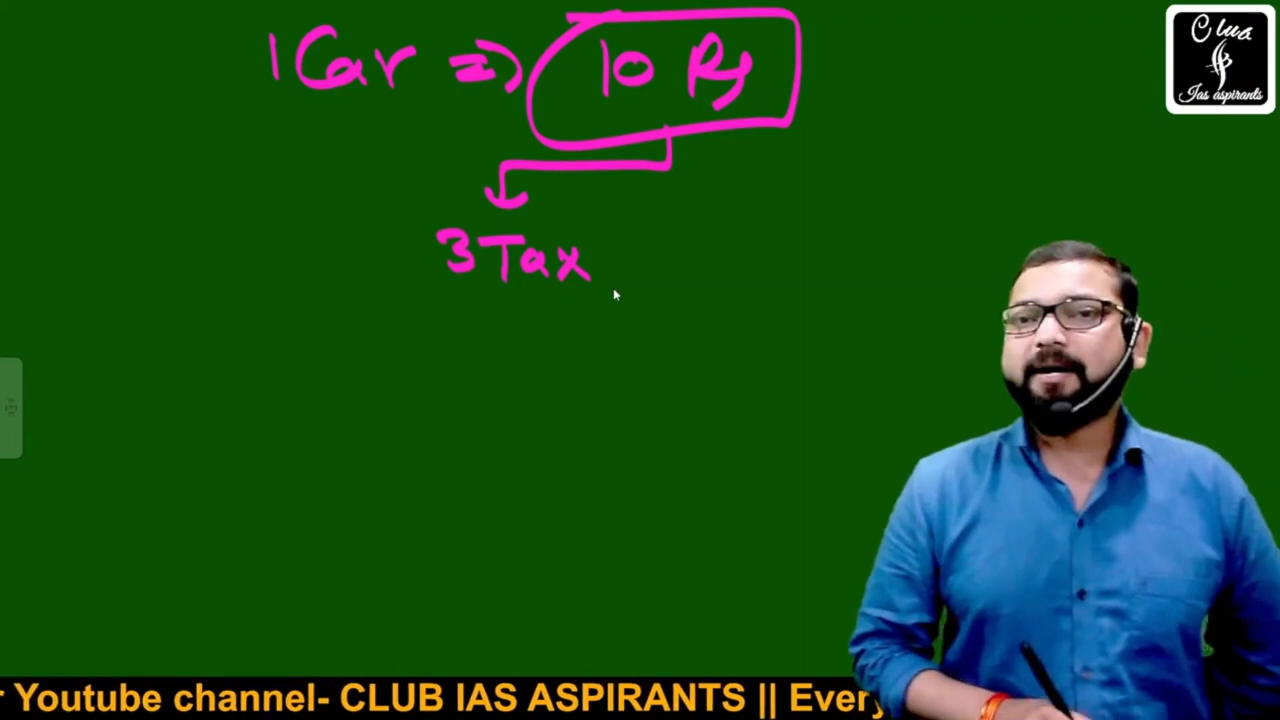 1 Car => 10 Rs
3 Tax
Club
Ias aspirants
r Youtube channel- CLUB IAS ASPIRANTS || Every